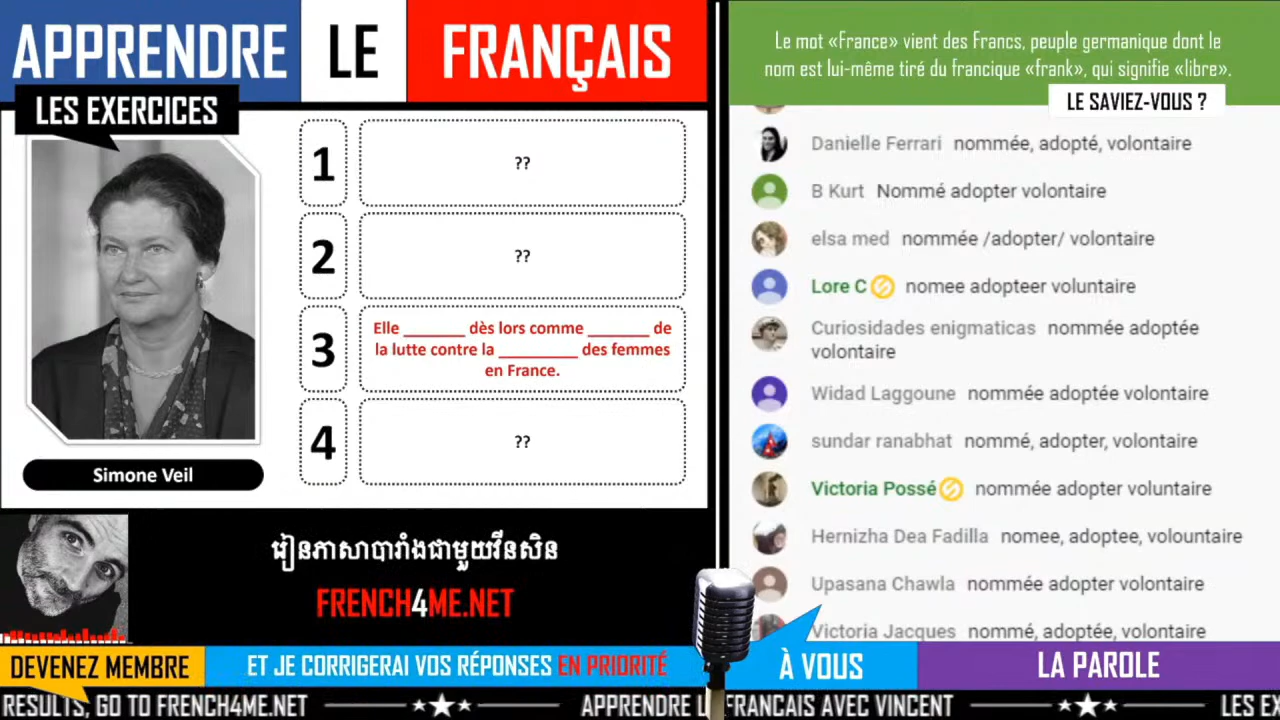 APPRENDRE LE FRANÇAIS
LES EXERCICES
1
??
2
??
3
Elle _______ dès lors comme _______ de
la lutte contre la _________ des femmes
en France.
4
??
Simone Veil
រៀនភាសាបារាំងជាមួយវីនសិន
FRENCH4ME.NET
DEVENEZ MEMBRE
ET JE CORRIGERAI VOS RÉPONSES EN PRIORITÉ
Le mot «France» vient des Francs, peuple germanique dont le
nom est lui-même tiré du francique «frank», qui signifie «libre».
LE SAVIEZ-VOUS ?
Danielle Ferrari nommée, adopté, volontaire
B Kurt Nommé adopter volontaire
elsa med nommée /adopter/ volontaire
Lore C nomee adopteer voluntaire
Curiosidades enigmaticas nommée adoptée
volontaire
Widad Laggoune nommée adoptée volontaire
sundar ranabhat nommé, adopter, volontaire
Victoria Possé nommée adopter voluntaire
Hernizha Dea Fadilla nomee, adoptee, volountaire
Upasana Chawla nommée adopter volontaire
Victoria Jacques nommé, adoptée, volontaire
À VOUS
LA PAROLE
RESULTS, GO TO FRENCH4ME.NET APPRENDRE L FRANCAIS AVEC VINCENT LES EX